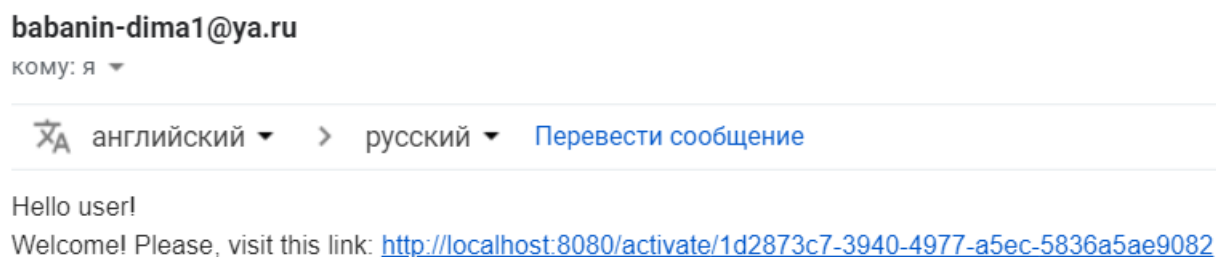 babanin-dima1@ya.ru
кому: я
английский > русский Перевести сообщение
Hello user!
Welcome! Please, visit this link: http://localhost:8080/activate/1d2873c7-3940-4977-a5ec-5836a5ae9082